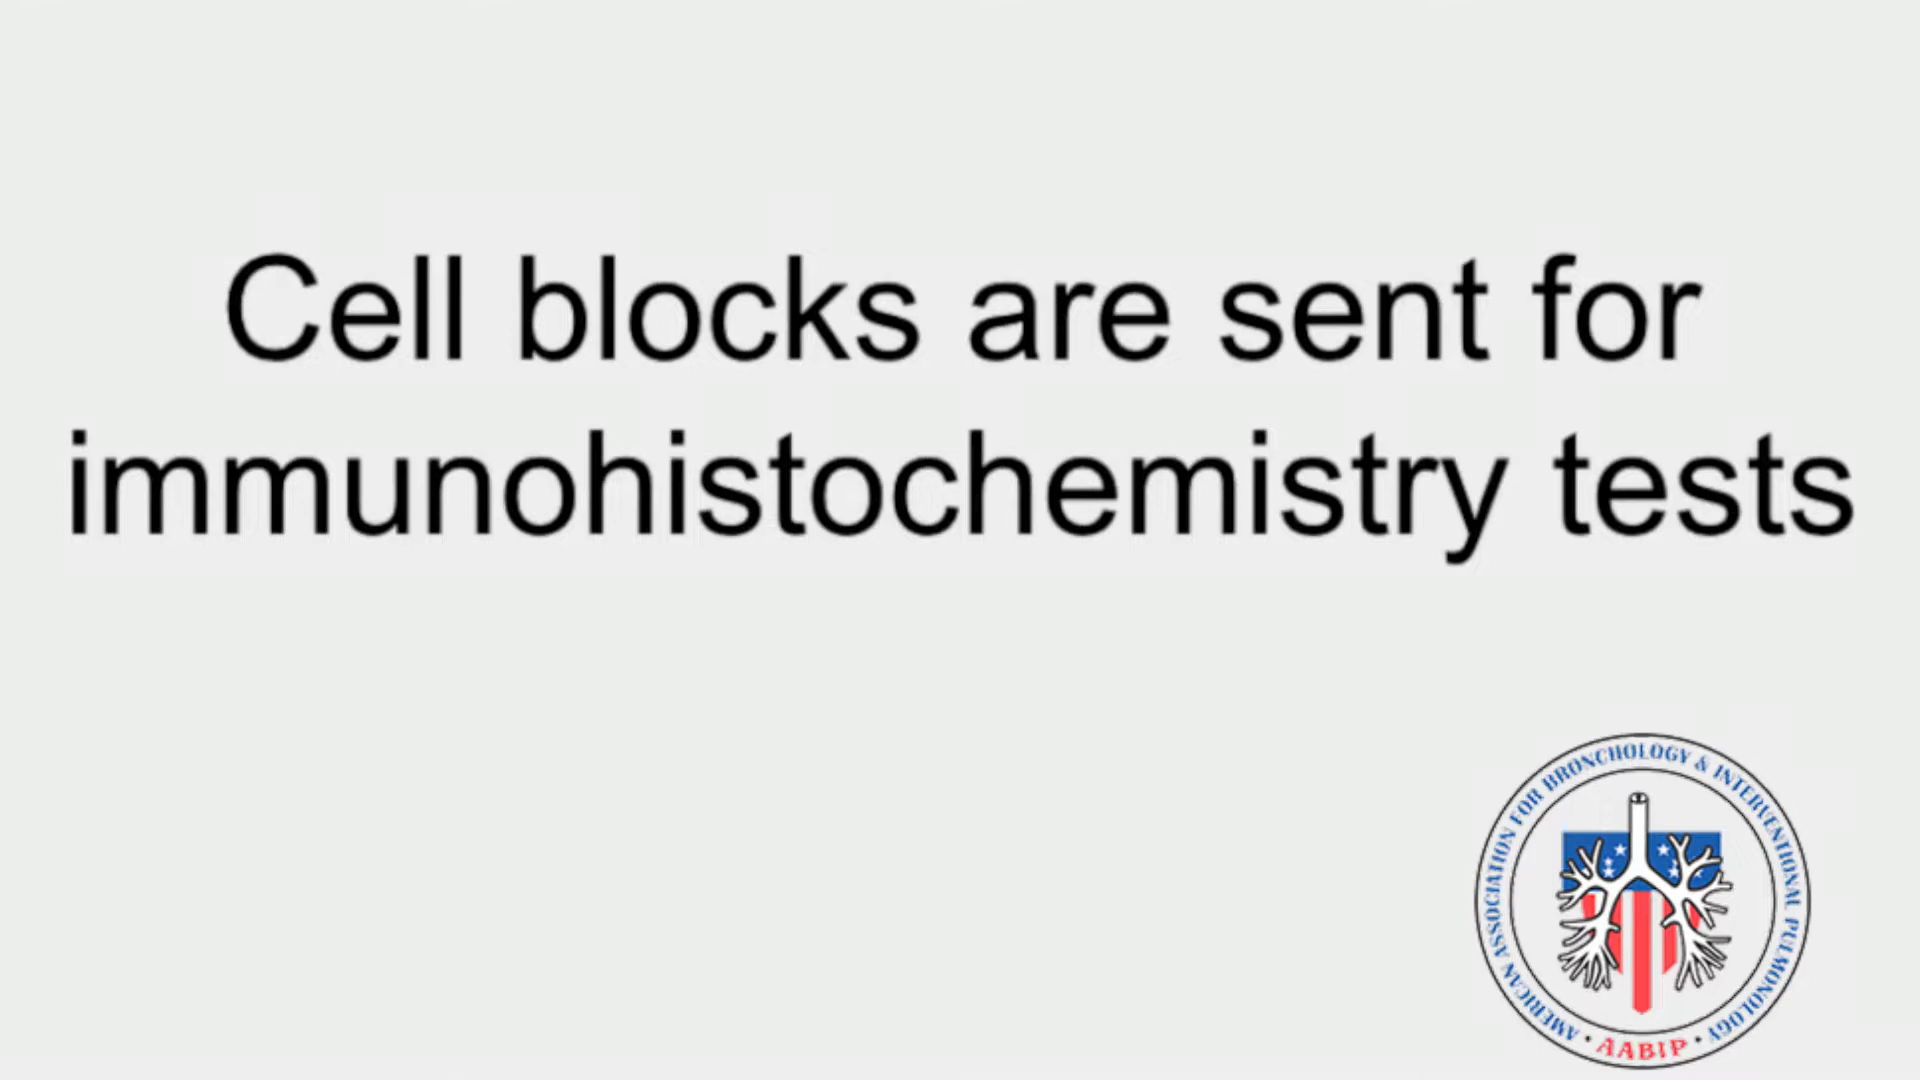 Cell blocks are sent for
immunohistochemistry tests
AMERICAN ASSOCIATION FOR BRONCHOLOGY & INTERVENTIONAL PULMONOLOGY
• AABIP •